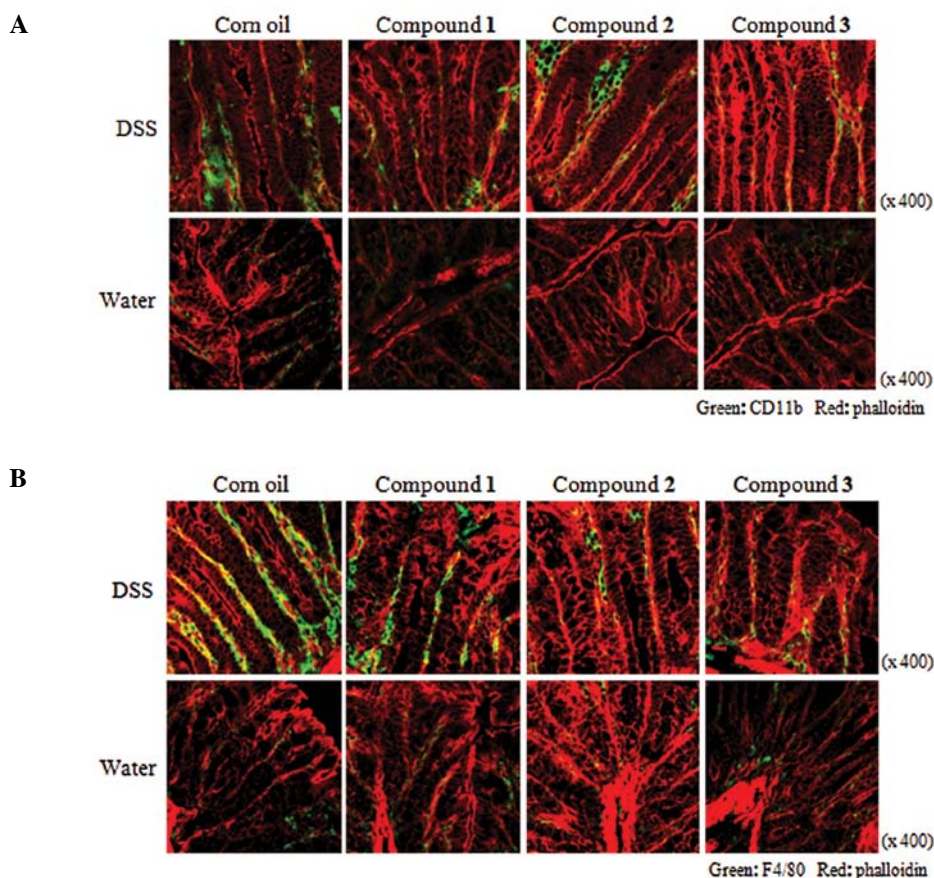 A
Corn oil Compound 1 Compound 2 Compound 3
DSS
(x 400)
Water
(x 400)
Green: CD11b Red: phalloidin
B
Corn oil Compound 1 Compound 2 Compound 3
DSS
(x 400)
Water
(x 400)
Green: F4/80 Red: phalloidin